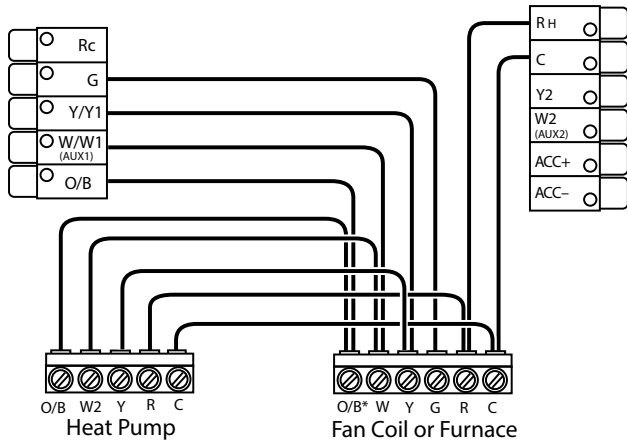 Rc
G
Y/Y1
W/W1
(AUX1)
O/B
RH
C
Y2
W2
(AUX2)
ACC+
ACC–
O/B W2 Y R C
Heat Pump
O/B* W Y G R C
Fan Coil or Furnace